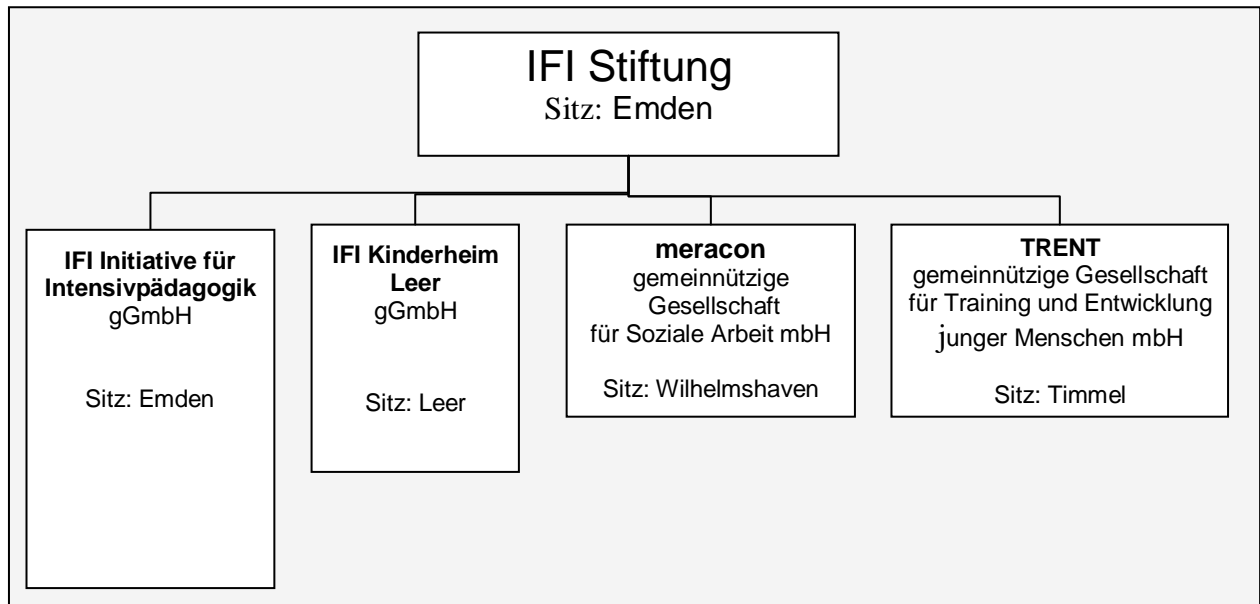 IFI Stiftung
Sitz: Emden
IFI Initiative für
Intensivpädagogik
gGmbH
Sitz: Emden
IFI Kinderheim
Leer
gGmbH
Sitz: Leer
meracon
gemeinnützige
Gesellschaft
für Soziale Arbeit mbH
Sitz: Wilhelmshaven
TRENT
gemeinnützige Gesellschaft
für Training und Entwicklung
junger Menschen mbH
Sitz: Timmel